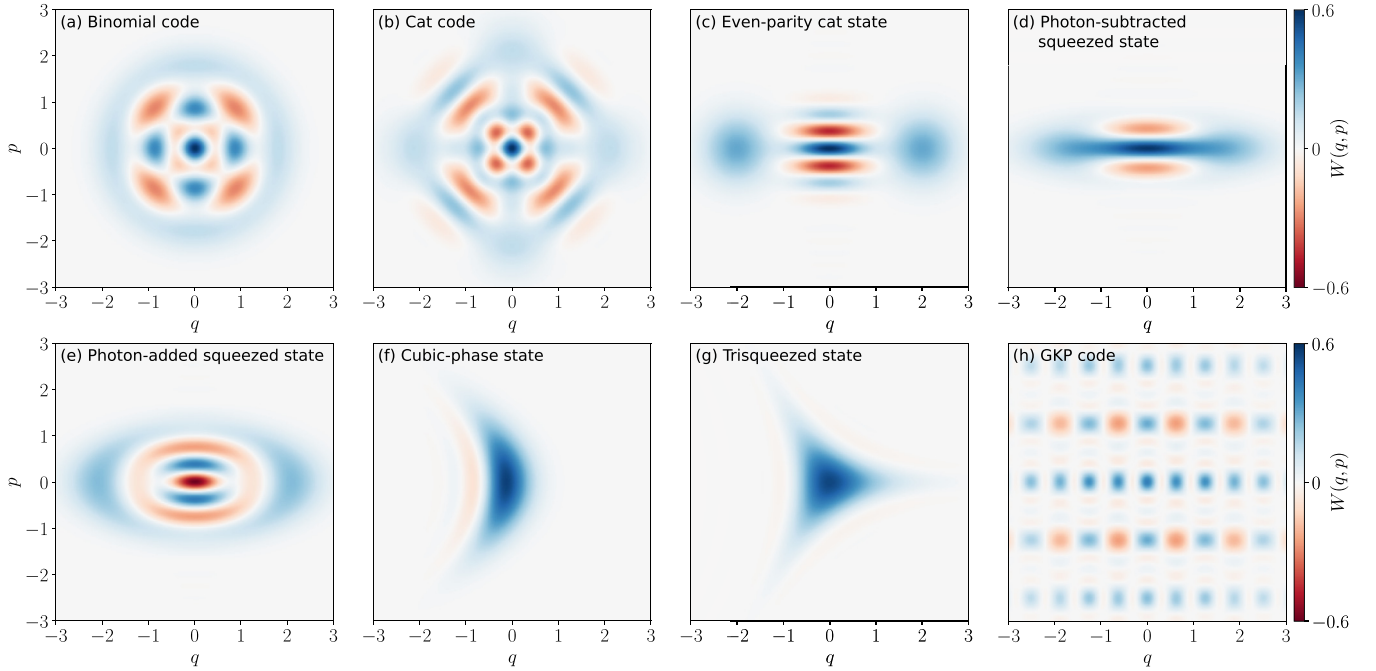 (a) Binomial code
(b) Cat code
(c) Even-parity cat state
(d) Photon-subtracted
squeezed state
3
2
1
0
−1
−2
−3
p
−3 −2 −1 0 1 2 3
q
−3 −2 −1 0 1 2 3
q
−3 −2 −1 0 1 2 3
q
−3 −2 −1 0 1 2 3
q
0.6
0
−0.6
W(q, p)
(e) Photon-added squeezed state
(f) Cubic-phase state
(g) Trisqueezed state
(h) GKP code
3
2
1
0
−1
−2
−3
p
−3 −2 −1 0 1 2 3
q
−3 −2 −1 0 1 2 3
q
−3 −2 −1 0 1 2 3
q
−3 −2 −1 0 1 2 3
q
0.6
0
−0.6
W(q, p)